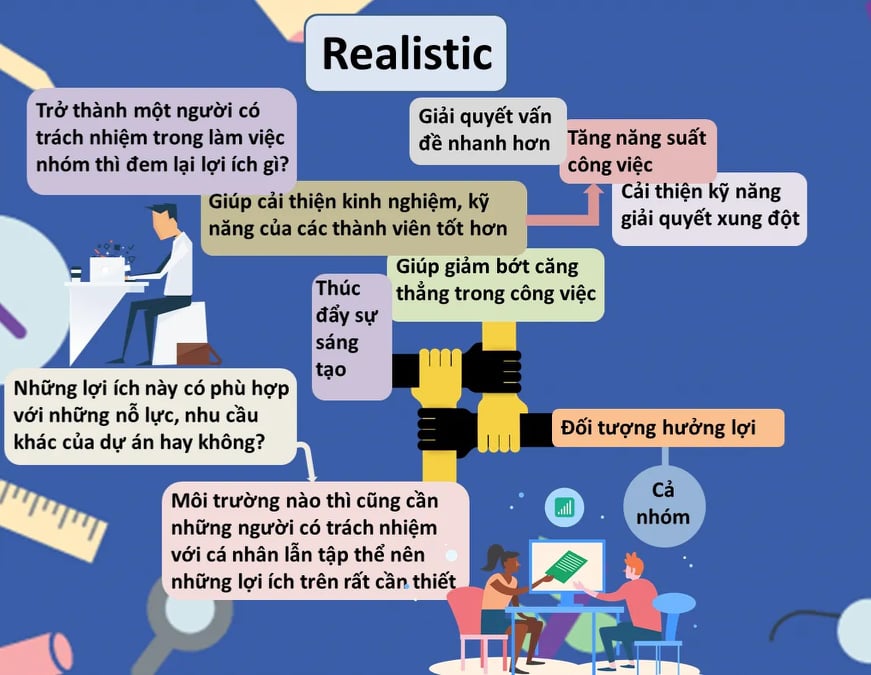 Realistic
Trở thành một người có
trách nhiệm trong làm việc
nhóm thì đem lại lợi ích gì?
Giải quyết vấn
đề nhanh hơn
Tăng năng suất
công việc
Cải thiện kỹ năng
giải quyết xung đột
Giúp cải thiện kinh nghiệm, kỹ
năng của các thành viên tốt hơn
Giúp giảm bớt căng
thẳng trong công việc
Thúc
đẩy sự
sáng
tạo
Những lợi ích này có phù hợp
với những nỗ lực, nhu cầu
khác của dự án hay không?
Đối tượng hưởng lợi
Cả
nhóm
Môi trường nào thì cũng cần
những người có trách nhiệm
với cá nhân lẫn tập thể nên
những lợi ích trên rất cần thiết